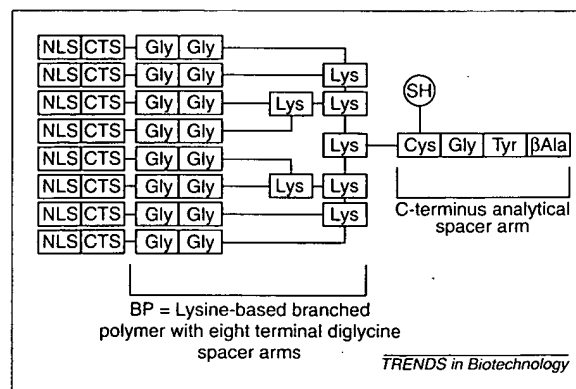 NLS CTS Gly Gly
NLS CTS Gly Gly Lys
NLS CTS Gly Gly Lys Lys
NLS CTS Gly Gly
SH
Lys Cys Gly Tyr βAla
NLS CTS Gly Gly
NLS CTS Gly Gly Lys Lys
NLS CTS Gly Gly Lys
NLS CTS Gly Gly
C-terminus analytical
spacer arm
BP = Lysine-based branched
polymer with eight terminal diglycine
spacer arms
TRENDS in Biotechnology